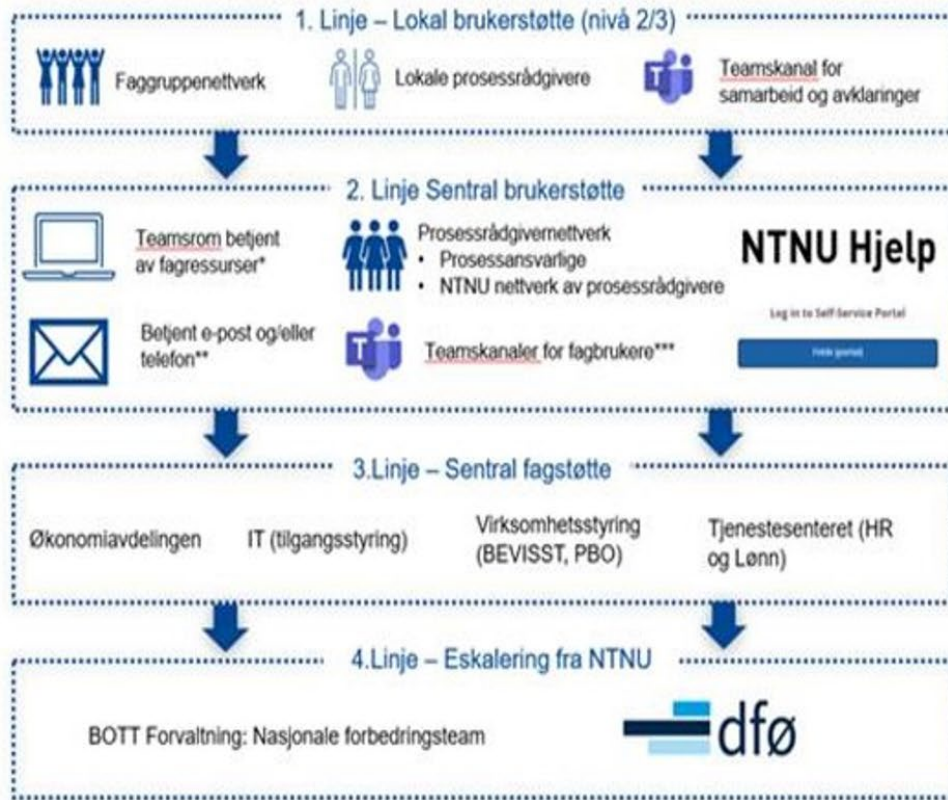 1. Linje – Lokal brukerstøtte (nivå 2/3)
Faggruppenettverk
Lokale prosessrådgivere
T
Teamskanal for
samarbeid og avklaringer
2. Linje Sentral brukerstøtte
Teamsrom betjent
av fagressurser*
Prosessrådgivernettverk
• Prosessansvarlige
• NTNU nettverk av prosessrådgivere
NTNU Hjelp
Log in to Self-Service Portal
Betjent e-post og/eller
telefon**
T
Teamskanaler for fagbrukere***
3.Linje – Sentral fagstøtte
Økonomiavdelingen
IT (tilgangsstyring)
Virksomhetsstyring
(BEVISST, PBO)
Tjenestesenteret (HR
og Lønn)
4.Linje – Eskalering fra NTNU
BOTT Forvaltning: Nasjonale forbedringsteam
dfø